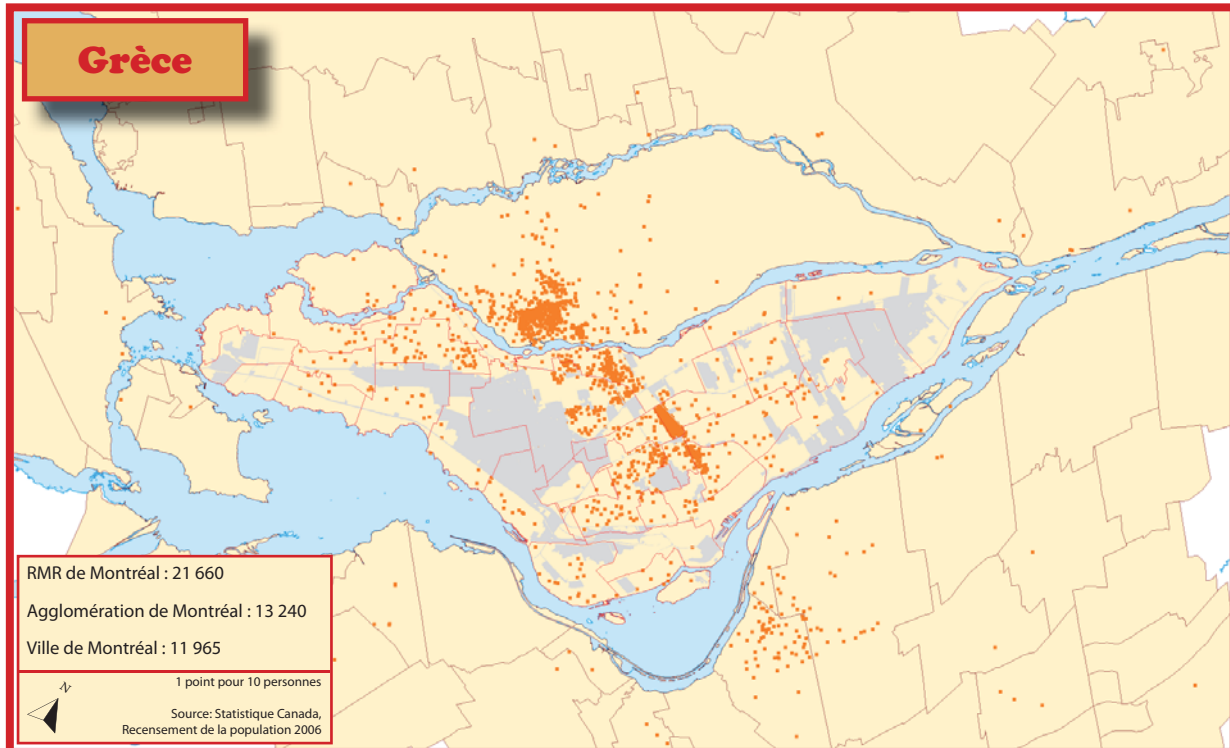 Grèce
RMR de Montréal : 21 660
Agglomération de Montréal : 13 240
Ville de Montréal : 11 965
N
1 point pour 10 personnes
Source: Statistique Canada,
Recensement de la population 2006